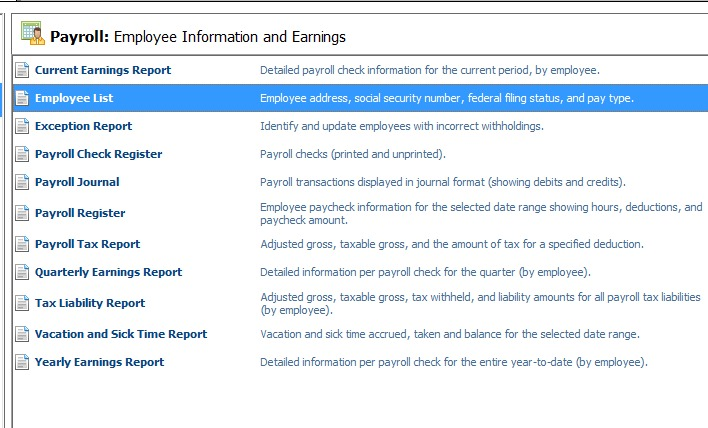 Payroll: Employee Information and Earnings
Current Earnings Report Detailed payroll check information for the current period, by employee.
Employee List Employee address, social security number, federal filing status, and pay type.
Exception Report Identify and update employees with incorrect withholdings.
Payroll Check Register Payroll checks (printed and unprinted).
Payroll Journal Payroll transactions displayed in journal format (showing debits and credits).
Payroll Register Employee paycheck information for the selected date range showing hours, deductions, and
paycheck amount.
Payroll Tax Report Adjusted gross, taxable gross, and the amount of tax for a specified deduction.
Quarterly Earnings Report Detailed information per payroll check for the quarter (by employee).
Tax Liability Report Adjusted gross, taxable gross, tax withheld, and liability amounts for all payroll tax liabilities
(by employee).
Vacation and Sick Time Report Vacation and sick time accrued, taken and balance for the selected date range.
Yearly Earnings Report Detailed information per payroll check for the entire year-to-date (by employee).